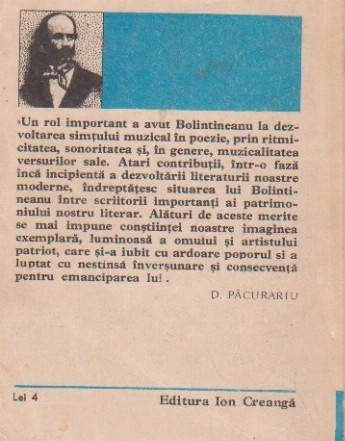 «Un rol important a avut Bolintineanu la dez-
voltarea simțului muzical în poezie, prin ritmi-
citatea, sonoritatea și, în genere, muzicalitatea
versurilor sale. Atari contribuții, într-o fază
încă incipientă a dezvoltării literaturii noastre
moderne, îndreptățesc situarea lui Bolinti-
neanu între scriitorii importanți ai patrimo-
niului nostru literar. Alături de aceste merite
se mai impune conștiinței noastre imaginea
exemplară, luminoasă a omului și artistului
patriot, care și-a iubit cu ardoare poporul si a
luptat cu nestinsă înverșunare și consecvență
pentru emanciparea lui.
D. PĂCURARIU
Lei 4
Editura Ion Creangă